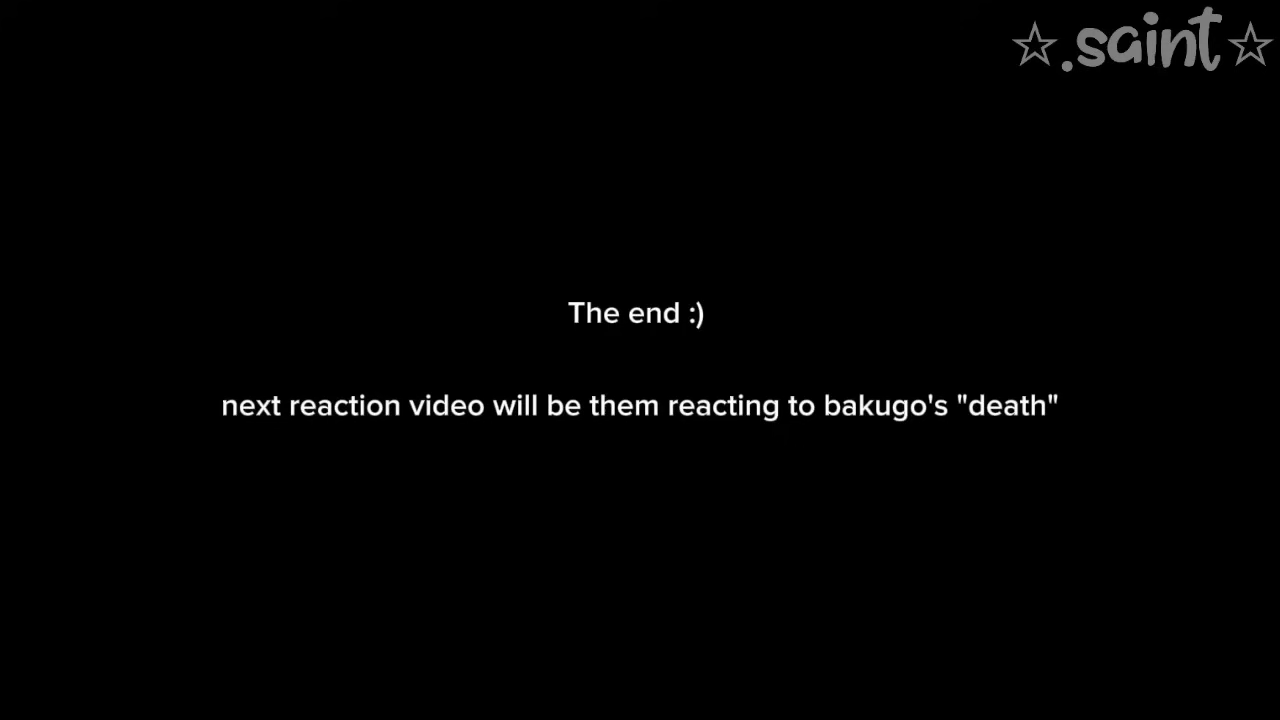 ☆.saint☆
The end :)
next reaction video will be them reacting to bakugo's "death"